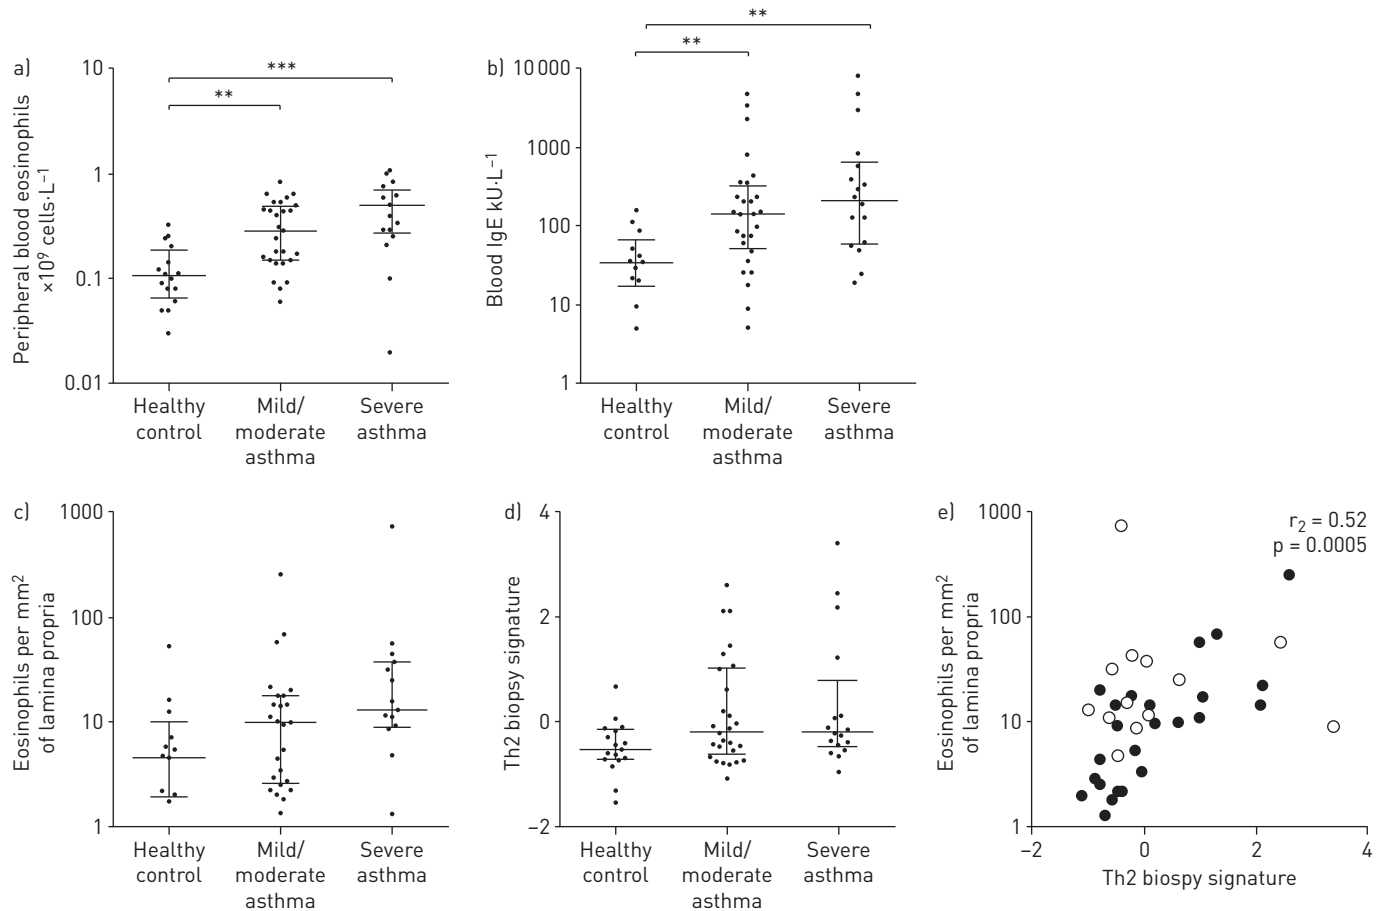 a)
Peripheral blood eosinophils
×10⁹ cells·L⁻¹
10
1
0.1
0.01
***
**
Healthy
control
Mild/
moderate
asthma
Severe
asthma
b)
Blood IgE kU·L⁻¹
10 000
1000
100
10
1
**
**
Healthy
control
Mild/
moderate
asthma
Severe
asthma
c)
Eosinophils per mm²
of lamina propria
1000
100
10
1
Healthy
control
Mild/
moderate
asthma
Severe
asthma
d)
Th2 biopsy signature
4
2
0
−2
Healthy
control
Mild/
moderate
asthma
Severe
asthma
e)
Eosinophils per mm²
of lamina propria
1000
100
10
1
r₂ = 0.52
p = 0.0005
−2
0
2
4
Th2 biospy signature